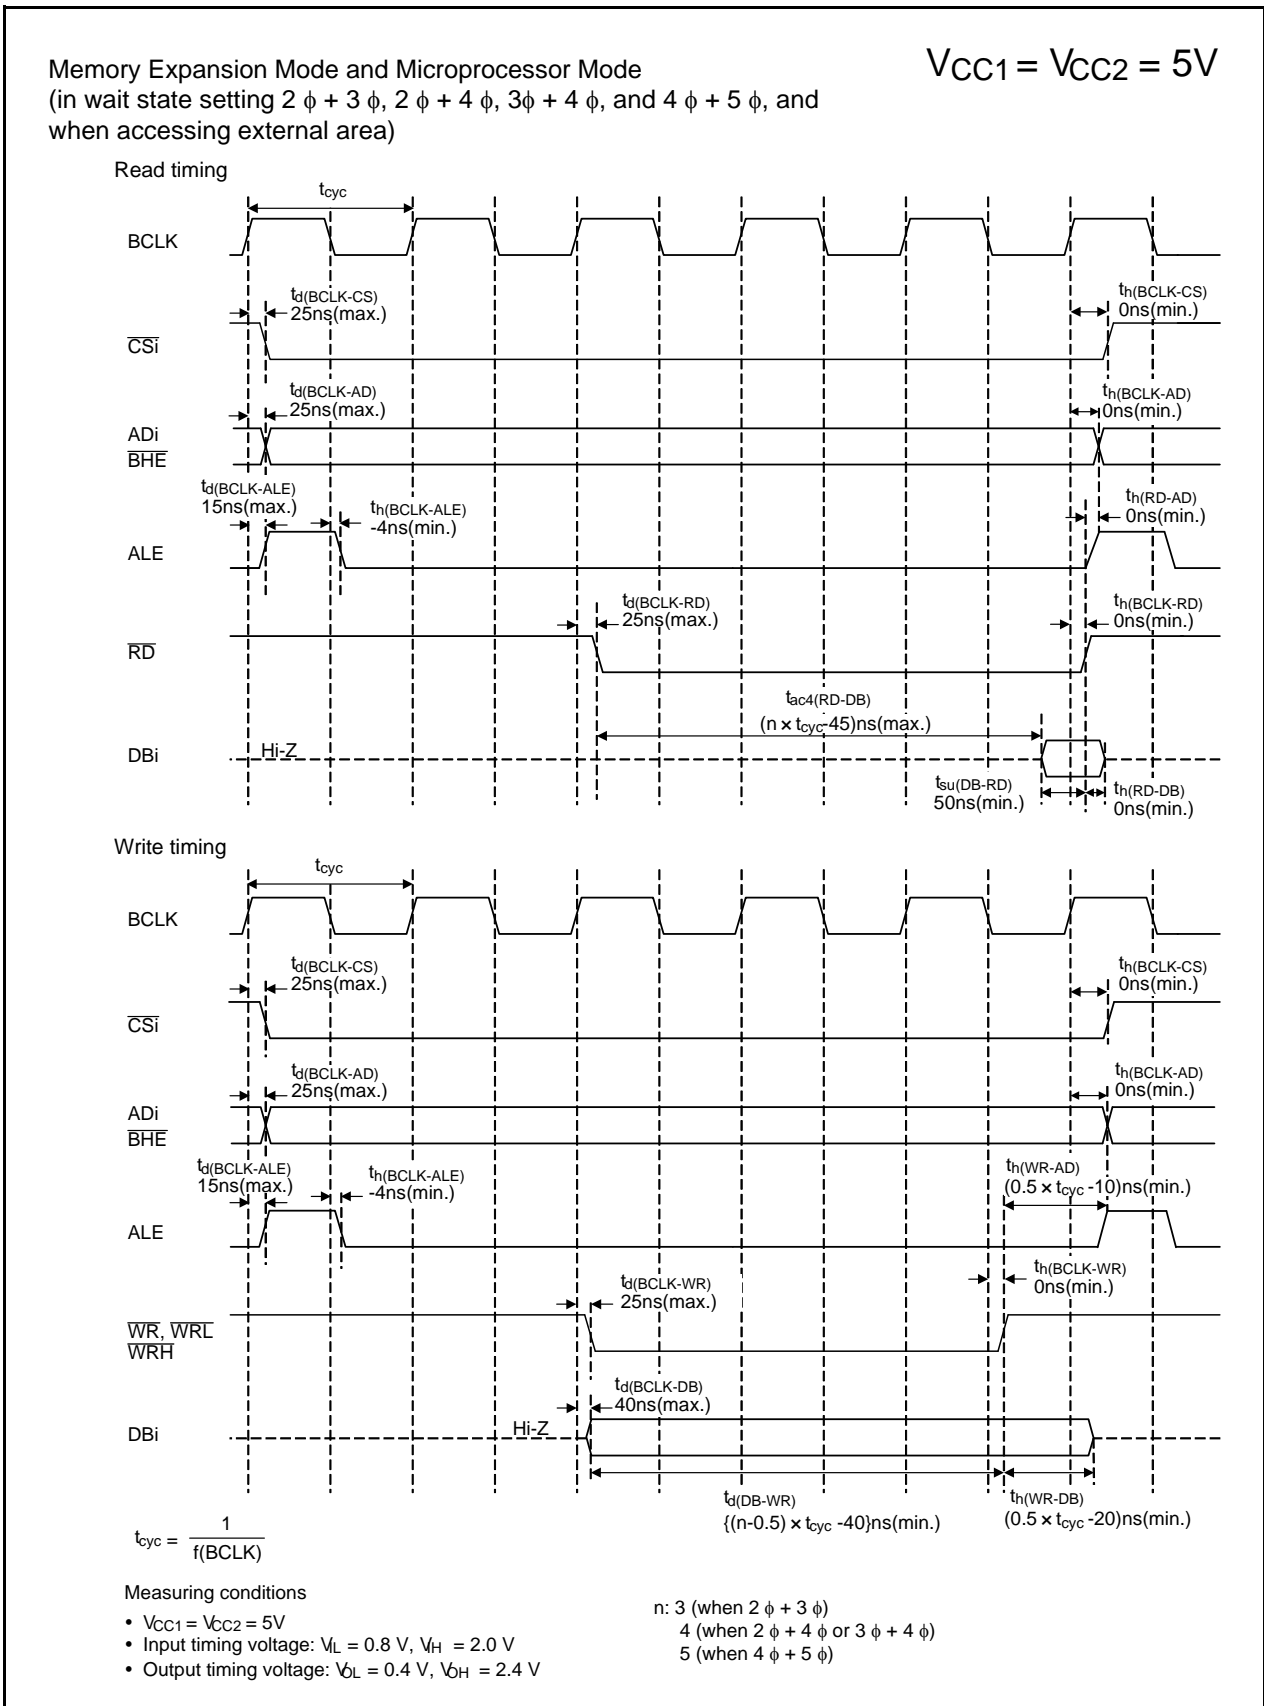 Memory Expansion Mode and Microprocessor Mode
(in wait state setting 2 ϕ + 3 ϕ, 2 ϕ + 4 ϕ, 3ϕ + 4 ϕ, and 4 ϕ + 5 ϕ, and
when accessing external area)
VCC1 = VCC2 = 5V
Read timing
tcyc
BCLK
td(BCLK-CS)
25ns(max.)
th(BCLK-CS)
0ns(min.)
CSi
td(BCLK-AD)
25ns(max.)
th(BCLK-AD)
0ns(min.)
ADi
BHE
td(BCLK-ALE)
15ns(max.)
th(BCLK-ALE)
-4ns(min.)
th(RD-AD)
0ns(min.)
ALE
td(BCLK-RD)
25ns(max.)
th(BCLK-RD)
0ns(min.)
RD
tac4(RD-DB)
(n × tcyc-45)ns(max.)
DBi
Hi-Z
tsu(DB-RD)
50ns(min.)
th(RD-DB)
0ns(min.)
Write timing
tcyc
BCLK
td(BCLK-CS)
25ns(max.)
th(BCLK-CS)
0ns(min.)
CSi
td(BCLK-AD)
25ns(max.)
th(BCLK-AD)
0ns(min.)
ADi
BHE
td(BCLK-ALE)
15ns(max.)
th(BCLK-ALE)
-4ns(min.)
th(WR-AD)
(0.5 × tcyc -10)ns(min.)
ALE
td(BCLK-WR)
25ns(max.)
th(BCLK-WR)
0ns(min.)
WR, WRL
WRH
td(BCLK-DB)
40ns(max.)
DBi
Hi-Z
td(DB-WR)
{(n-0.5) × tcyc -40}ns(min.)
th(WR-DB)
(0.5 × tcyc -20)ns(min.)
tcyc = 1
f(BCLK)
Measuring conditions
• VCC1 = VCC2 = 5V
• Input timing voltage: VIL = 0.8 V, VIH = 2.0 V
• Output timing voltage: VOL = 0.4 V, VOH = 2.4 V
n: 3 (when 2 ϕ + 3 ϕ)
4 (when 2 ϕ + 4 ϕ or 3 ϕ + 4 ϕ)
5 (when 4 ϕ + 5 ϕ)